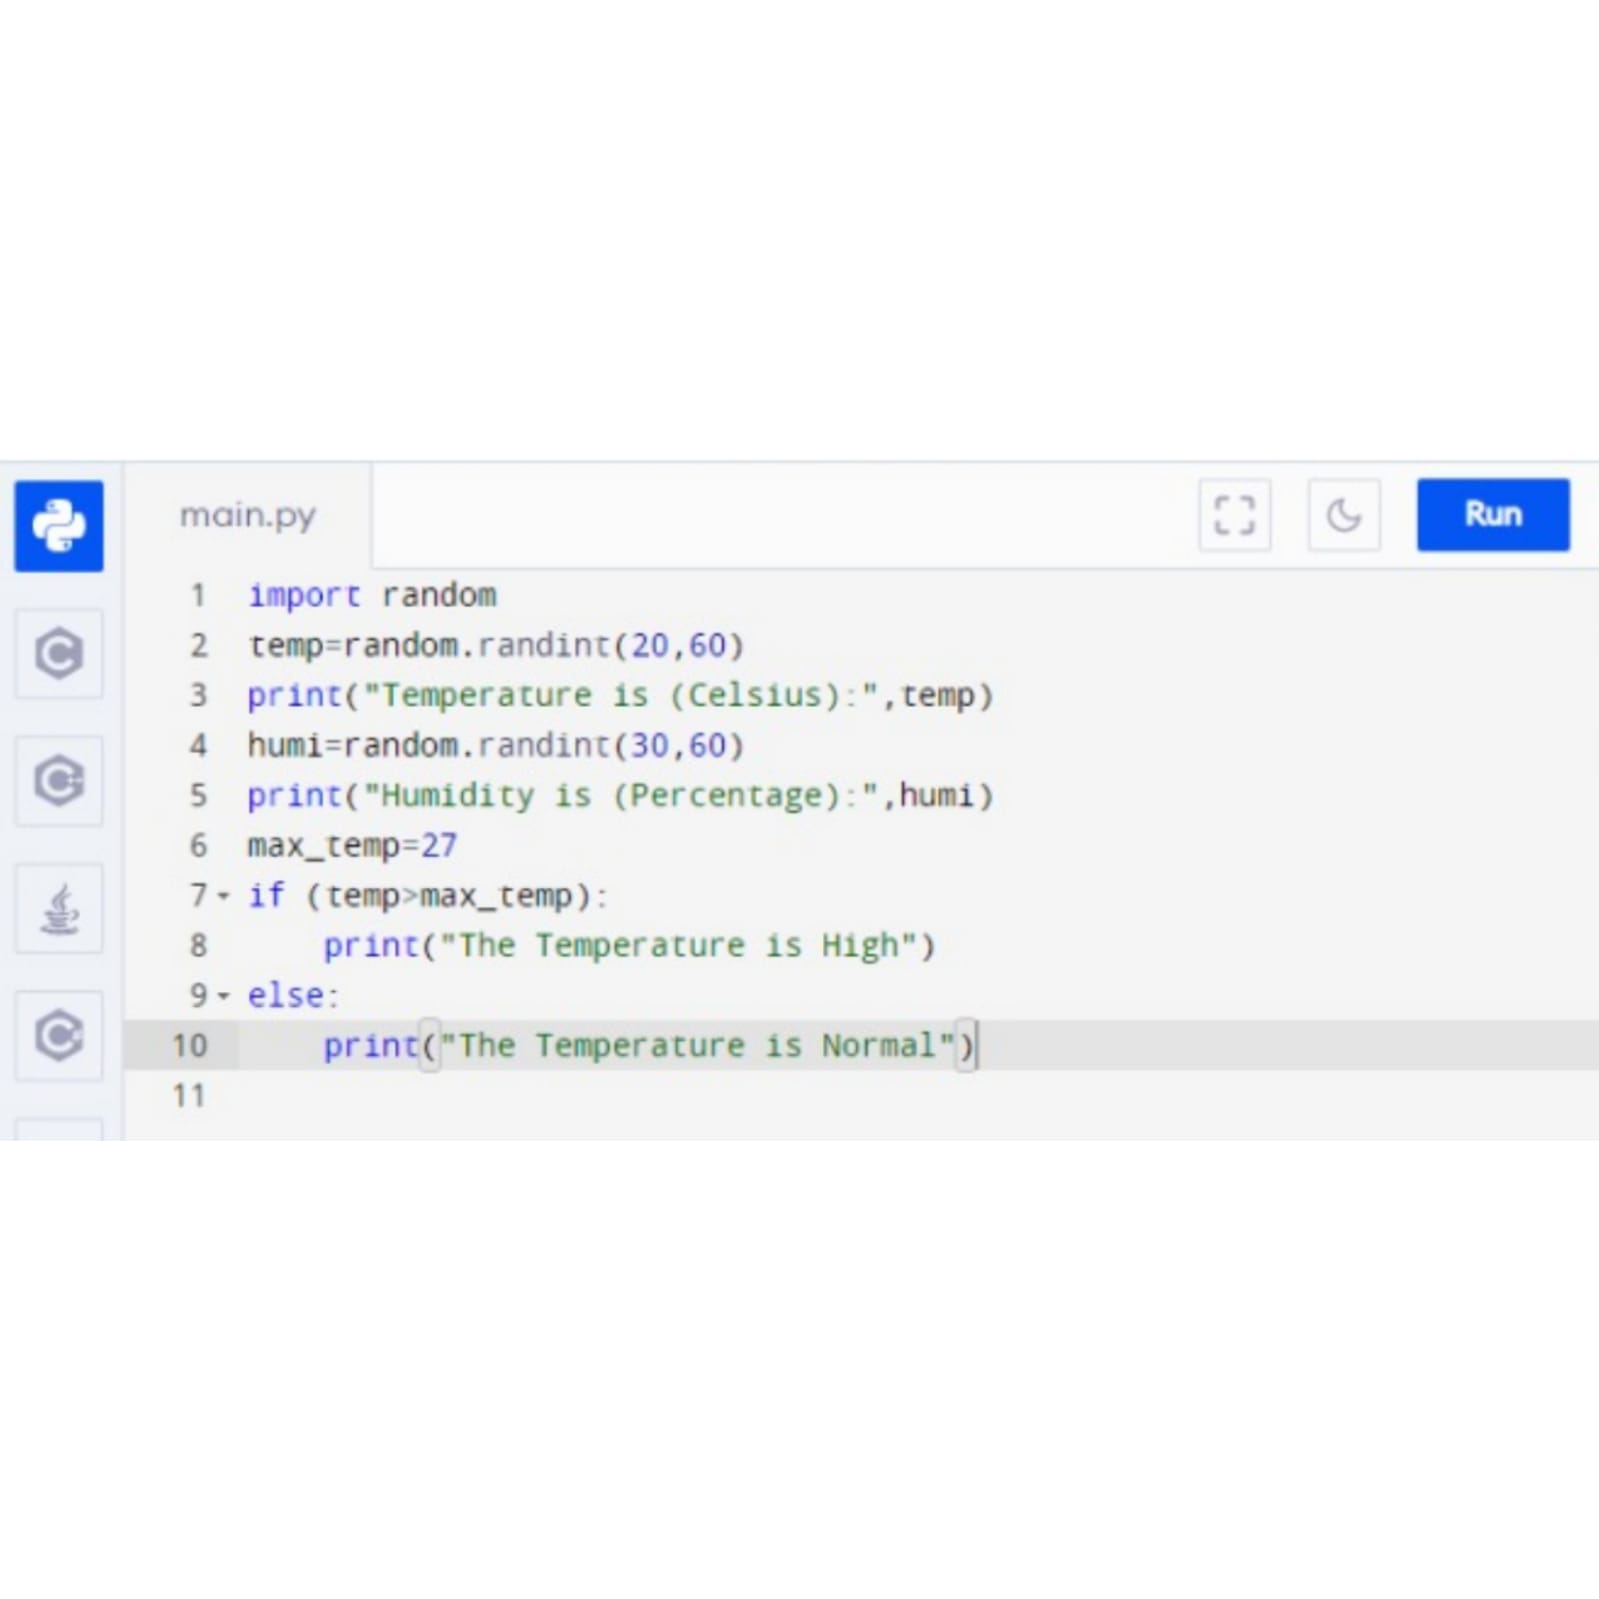 main.py
Run
1 import random
2 temp=random.randint(20,60)
3 print("Temperature is (Celsius):",temp)
4 humi=random.randint(30,60)
5 print("Humidity is (Percentage):",humi)
6 max_temp=27
7 if (temp>max_temp):
8     print("The Temperature is High")
9 else:
10     print("The Temperature is Normal")
11